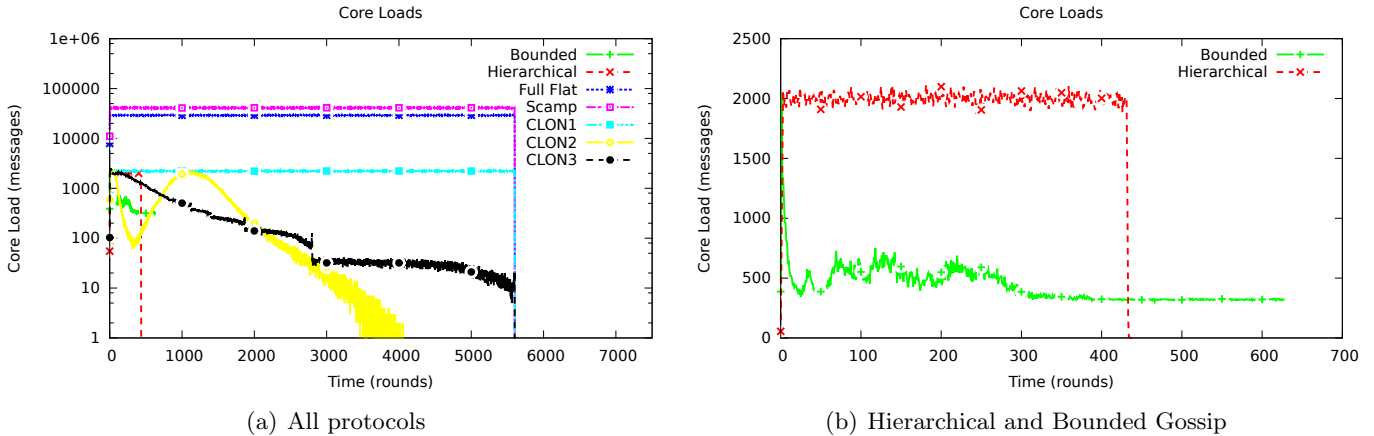 Core Loads
Core Load (messages)
1e+06
100000
10000
1000
100
10
1
Bounded
Hierarchical
Full Flat
Scamp
CLON1
CLON2
CLON3
0 1000 2000 3000 4000 5000 6000 7000
Time (rounds)
(a) All protocols
Core Loads
Core Load (messages)
2500
2000
1500
1000
500
0
Bounded
Hierarchical
0 100 200 300 400 500 600 700
Time (rounds)
(b) Hierarchical and Bounded Gossip